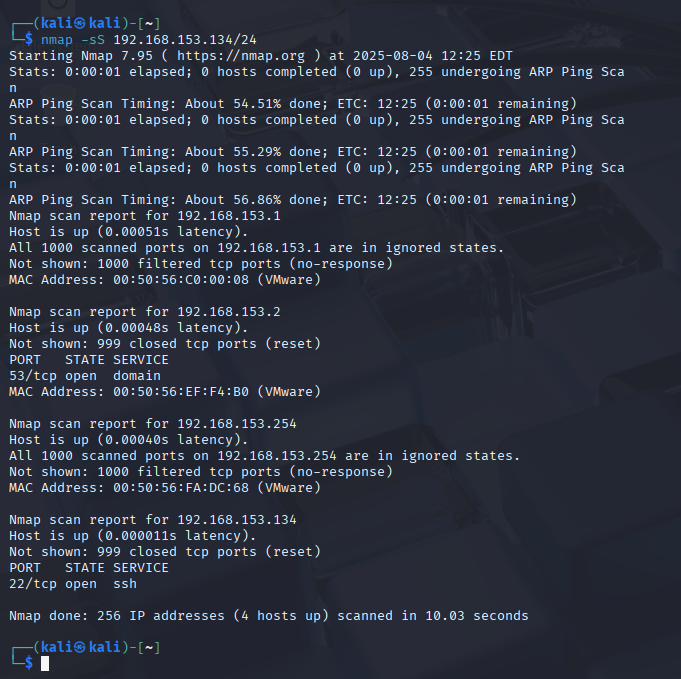 ┌──(kali㉿kali)-[~]
└─$ nmap -sS 192.168.153.134/24
Starting Nmap 7.95 ( https://nmap.org ) at 2025-08-04 12:25 EDT
Stats: 0:00:01 elapsed; 0 hosts completed (0 up), 255 undergoing ARP Ping Sca
n
ARP Ping Scan Timing: About 54.51% done; ETC: 12:25 (0:00:01 remaining)
Stats: 0:00:01 elapsed; 0 hosts completed (0 up), 255 undergoing ARP Ping Sca
n
ARP Ping Scan Timing: About 55.29% done; ETC: 12:25 (0:00:01 remaining)
Stats: 0:00:01 elapsed; 0 hosts completed (0 up), 255 undergoing ARP Ping Sca
n
ARP Ping Scan Timing: About 56.86% done; ETC: 12:25 (0:00:01 remaining)
Nmap scan report for 192.168.153.1
Host is up (0.00051s latency).
All 1000 scanned ports on 192.168.153.1 are in ignored states.
Not shown: 1000 filtered tcp ports (no-response)
MAC Address: 00:50:56:C0:00:08 (VMware)

Nmap scan report for 192.168.153.2
Host is up (0.00048s latency).
Not shown: 999 closed tcp ports (reset)
PORT   STATE SERVICE
53/tcp open  domain
MAC Address: 00:50:56:EF:F4:B0 (VMware)

Nmap scan report for 192.168.153.254
Host is up (0.00040s latency).
All 1000 scanned ports on 192.168.153.254 are in ignored states.
Not shown: 1000 filtered tcp ports (no-response)
MAC Address: 00:50:56:FA:DC:68 (VMware)

Nmap scan report for 192.168.153.134
Host is up (0.000011s latency).
Not shown: 999 closed tcp ports (reset)
PORT   STATE SERVICE
22/tcp open  ssh

Nmap done: 256 IP addresses (4 hosts up) scanned in 10.03 seconds

┌──(kali㉿kali)-[~]
└─$